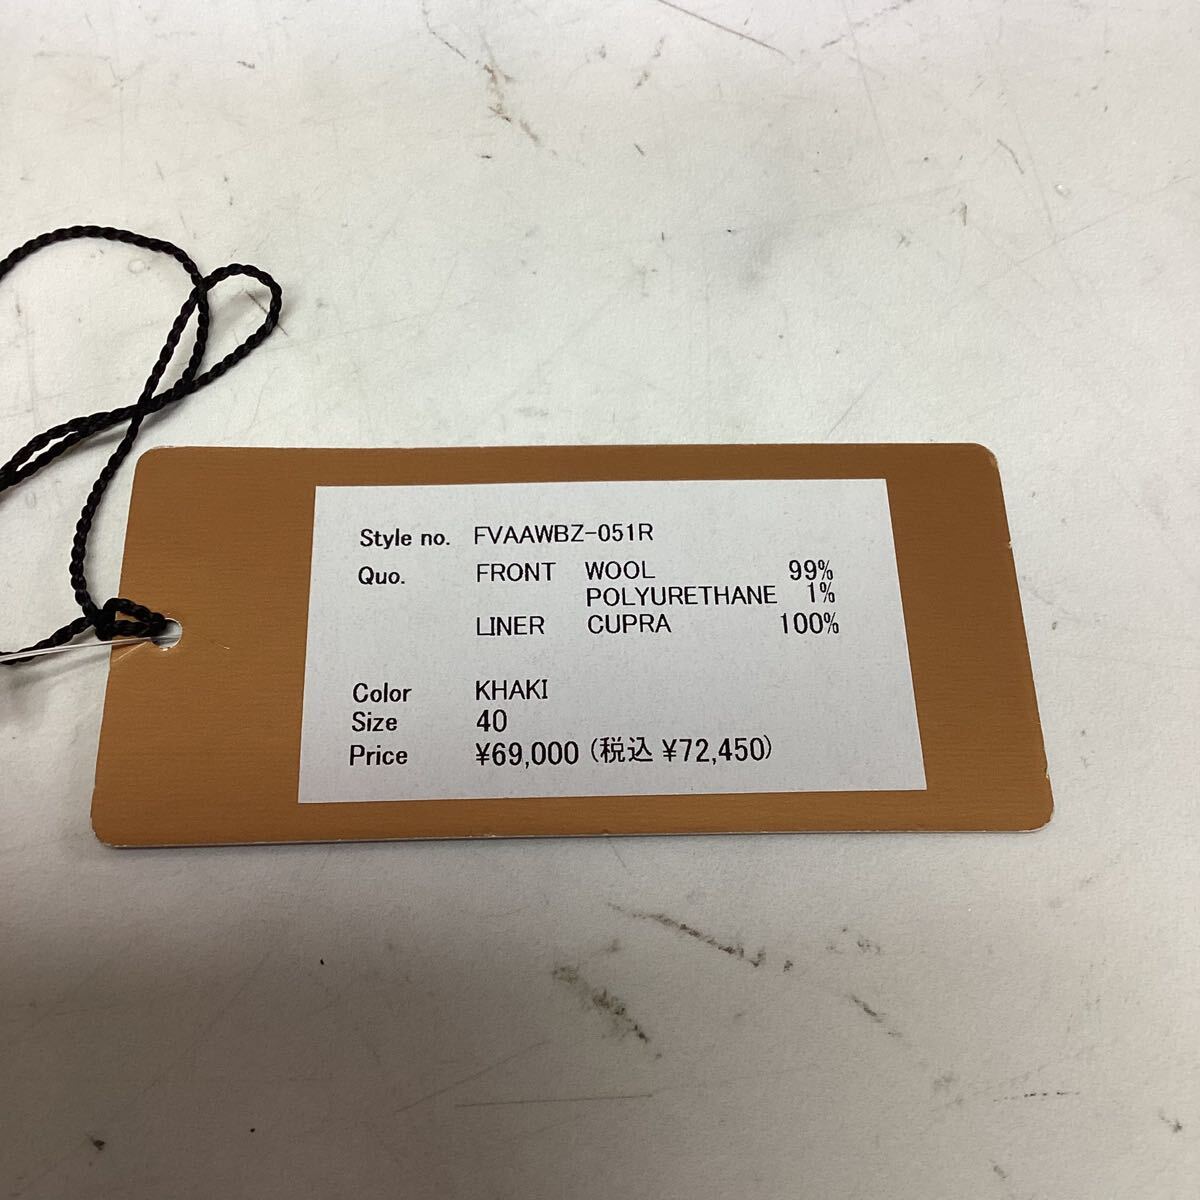 Style no. FVAAWBZ-051R
Quo. FRONT WOOL 99%
POLYURETHANE 1%
LINER CUPRA 100%
Color KHAKI
Size 40
Price ¥69,000 (税込 ¥72,450)